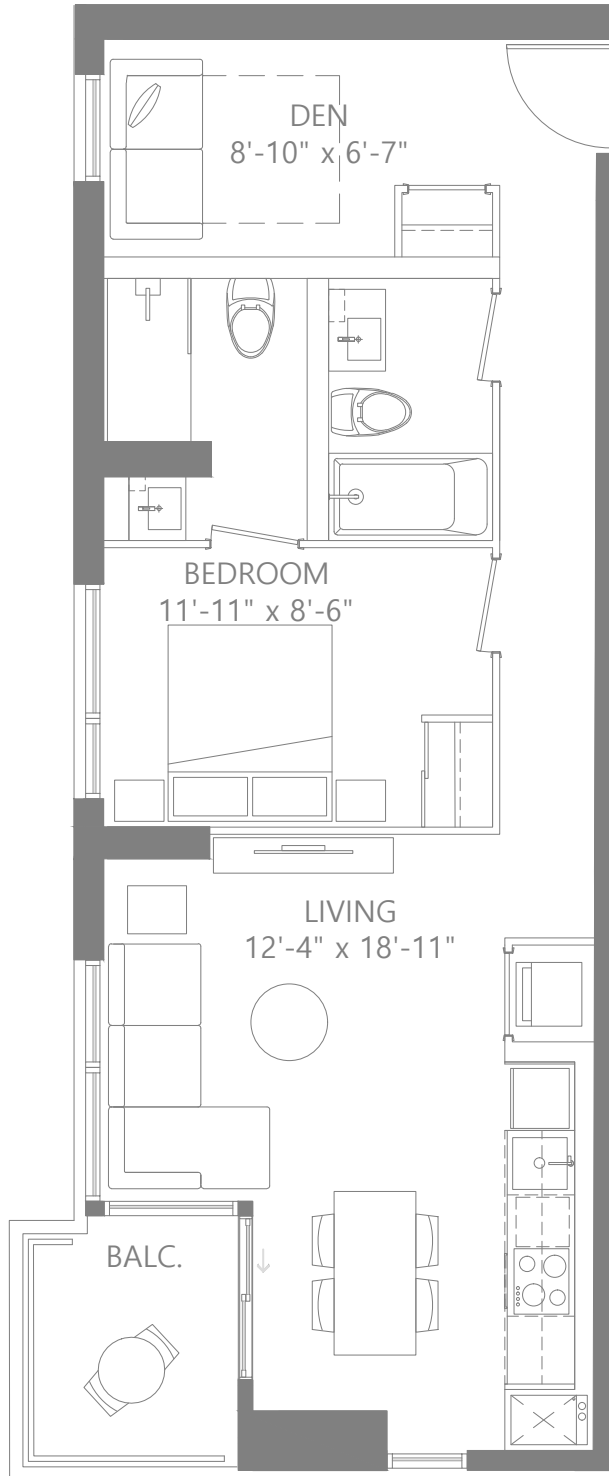 DEN
8'-10" x 6'-7"
BEDROOM
11'-11" x 8'-6"
LIVING
12'-4" x 18'-11"
BALC.